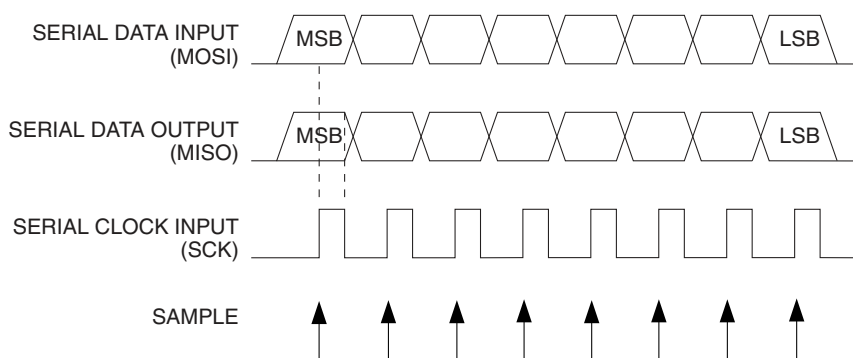 SERIAL DATA INPUT
(MOSI)
MSB
LSB
SERIAL DATA OUTPUT
(MISO)
MSB
LSB
SERIAL CLOCK INPUT
(SCK)
SAMPLE